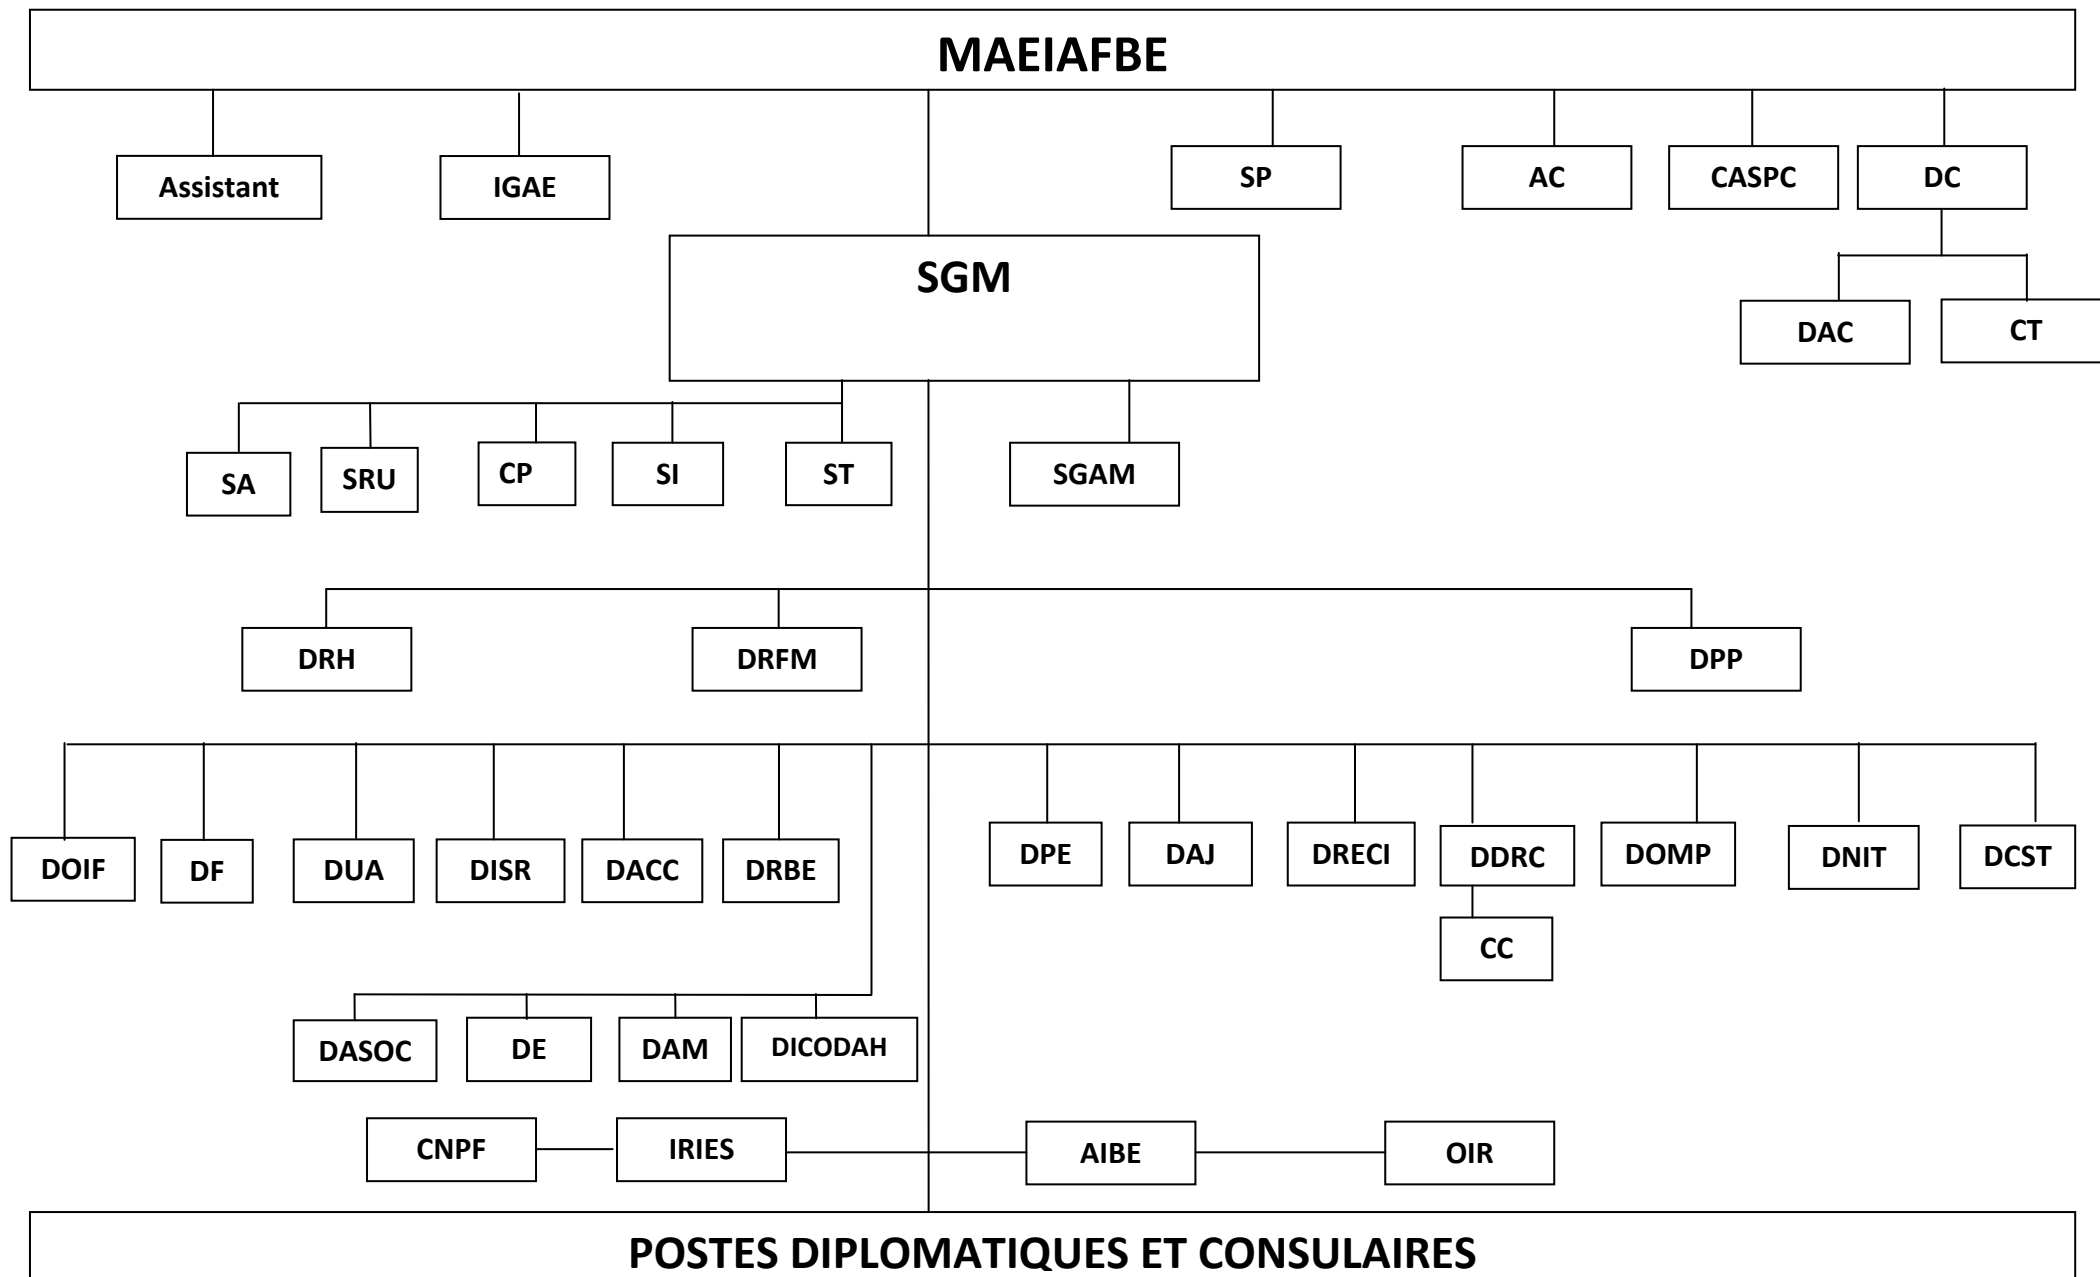 MAEIAFBE
Assistant
IGAE
SP
AC
CASPC
DC
SGM
DAC
CT
SA
SRU
CP
SI
ST
SGAM
DRH
DRFM
DPP
DOIF
DF
DUA
DISR
DACC
DRBE
DPE
DAJ
DRECI
DDRC
DOMP
DNIT
DCST
CC
DASOC
DE
DAM
DICODAH
CNPF
IRIES
AIBE
OIR
POSTES DIPLOMATIQUES ET CONSULAIRES